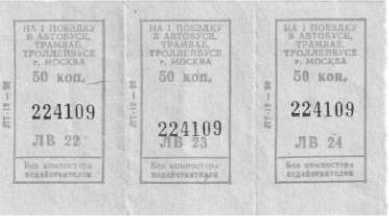 НА 1 ПОЕЗДКУ
В АВТОБУСЕ,
ТРАМВАЕ,
ТРОЛЛЕЙБУСЕ
г. МОСКВА
50 коп.
224109
ЛВ 22
Без компостера
недействителен
НА 1 ПОЕЗДКУ
В АВТОБУСЕ,
ТРАМВАЕ,
ТРОЛЛЕЙБУСЕ
г. МОСКВА
50 коп.
224109
ЛВ 23
Без компостера
недействителен
НА 1 ПОЕЗДКУ
В АВТОБУСЕ,
ТРАМВАЕ,
ТРОЛЛЕЙБУСЕ
г. МОСКВА
50 коп.
224109
ЛВ 24
Без компостера
недействителен